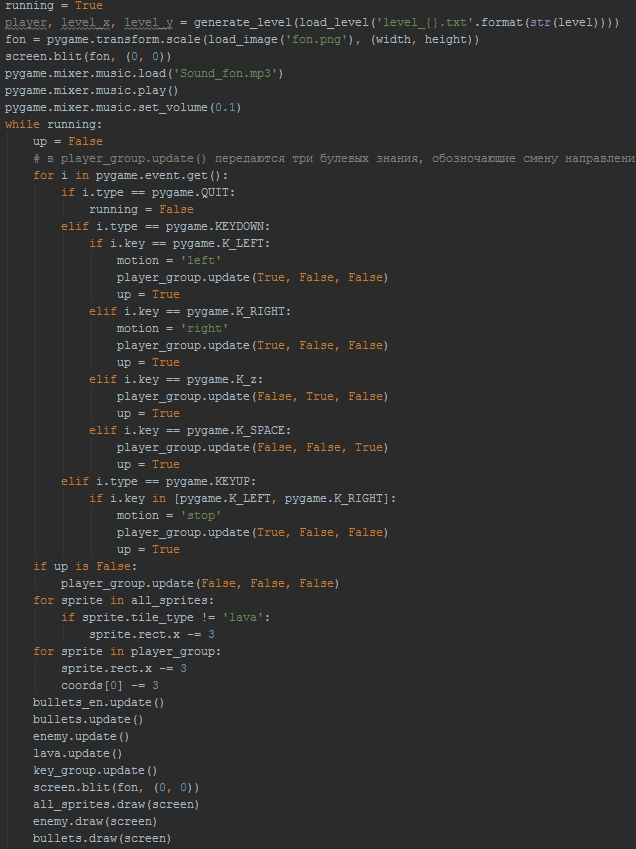 running = True
player, level_x, level_y = generate_level(load_level('level_{}.txt'.format(str(level))))
fon = pygame.transform.scale(load_image('fon.png'), (width, height))
screen.blit(fon, (0, 0))
pygame.mixer.music.load('Sound_fon.mp3')
pygame.mixer.music.play()
pygame.mixer.music.set_volume(0.1)
while running:
    up = False
    # в player_group.update() передаются три булевых знания, обозночающие смену направлени
    for i in pygame.event.get():
        if i.type == pygame.QUIT:
            running = False
        elif i.type == pygame.KEYDOWN:
            if i.key == pygame.K_LEFT:
                motion = 'left'
                player_group.update(True, False, False)
                up = True
            elif i.key == pygame.K_RIGHT:
                motion = 'right'
                player_group.update(True, False, False)
                up = True
            elif i.key == pygame.K_z:
                player_group.update(False, True, False)
                up = True
            elif i.key == pygame.K_SPACE:
                player_group.update(False, False, True)
                up = True
        elif i.type == pygame.KEYUP:
            if i.key in [pygame.K_LEFT, pygame.K_RIGHT]:
                motion = 'stop'
                player_group.update(True, False, False)
                up = True
    if up is False:
        player_group.update(False, False, False)
    for sprite in all_sprites:
        if sprite.tile_type != 'lava':
            sprite.rect.x -= 3
    for sprite in player_group:
        sprite.rect.x -= 3
        coords[0] -= 3
    bullets_en.update()
    bullets.update()
    enemy.update()
    lava.update()
    key_group.update()
    screen.blit(fon, (0, 0))
    all_sprites.draw(screen)
    enemy.draw(screen)
    bullets.draw(screen)